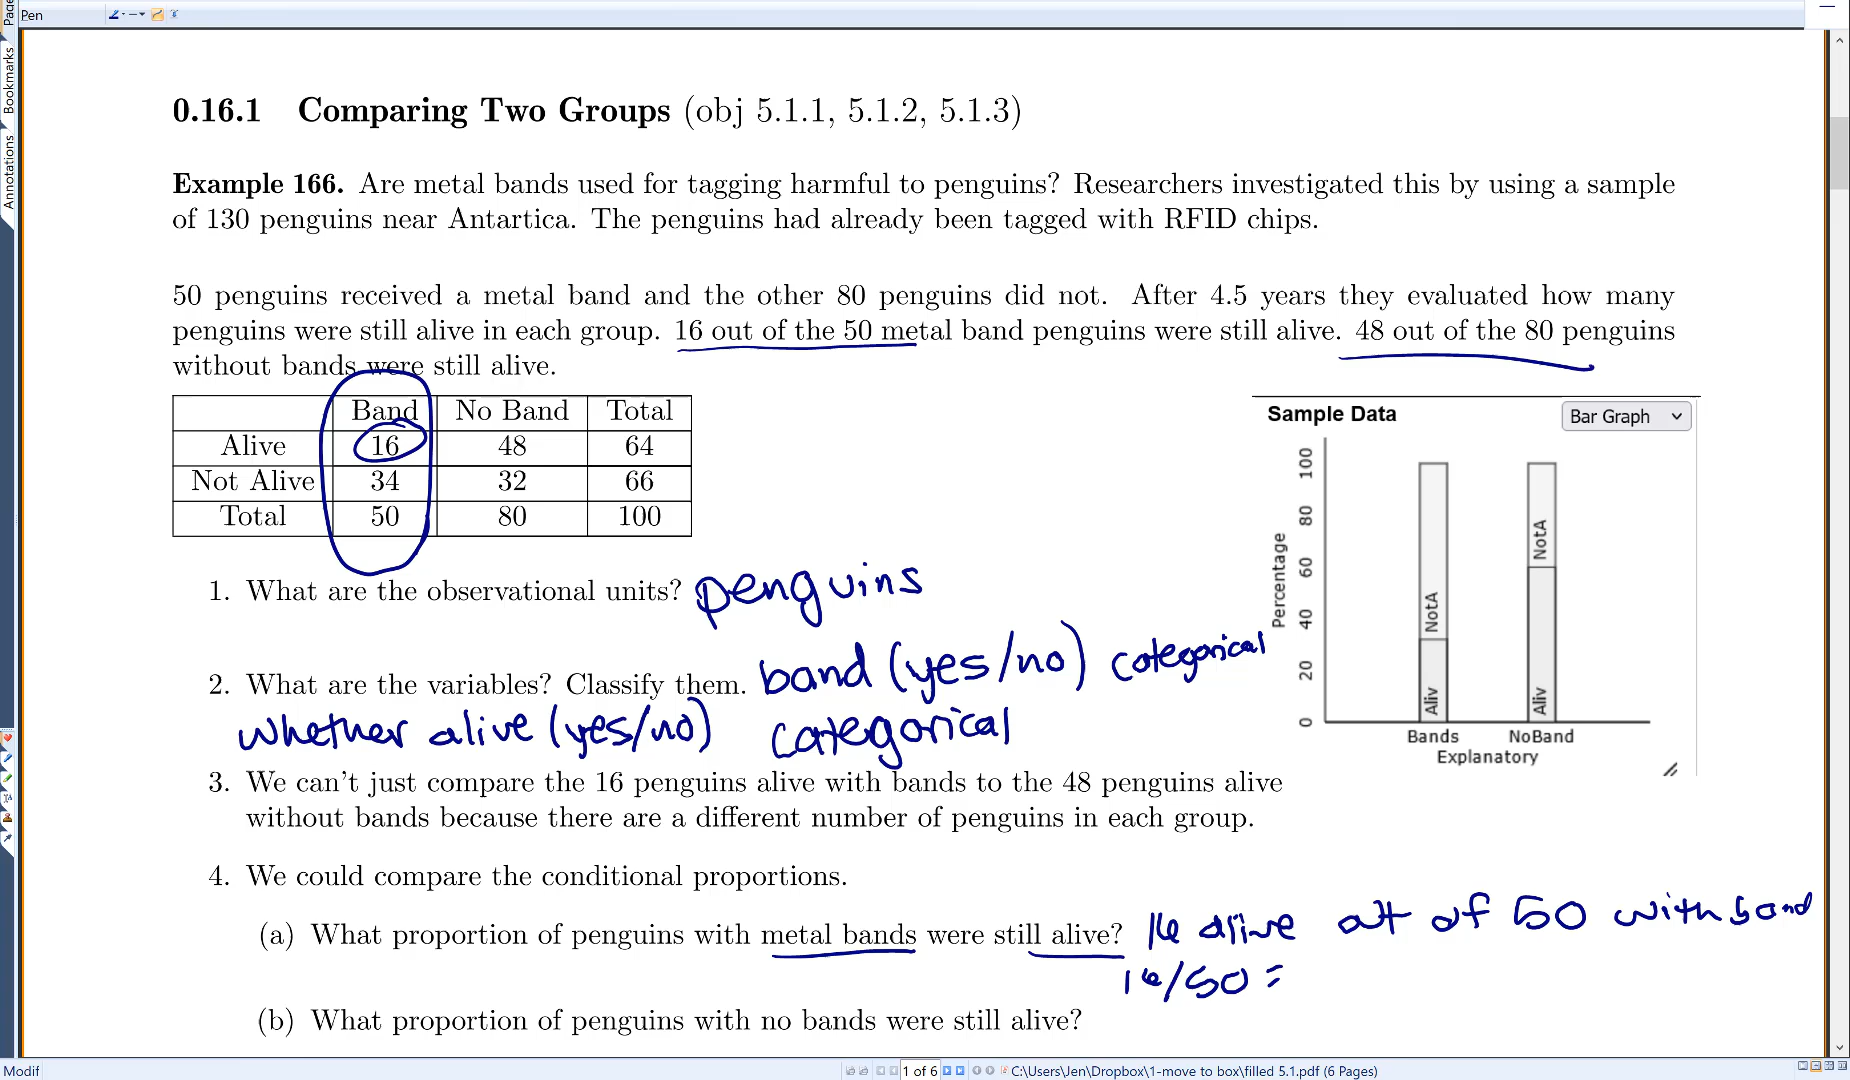 Pen
Page
Bookmarks
Annotations
0.16.1 Comparing Two Groups (obj 5.1.1, 5.1.2, 5.1.3)
Example 166. Are metal bands used for tagging harmful to penguins? Researchers investigated this by using a sample
of 130 penguins near Antartica. The penguins had already been tagged with RFID chips.
50 penguins received a metal band and the other 80 penguins did not. After 4.5 years they evaluated how many
penguins were still alive in each group. 16 out of the 50 metal band penguins were still alive. 48 out of the 80 penguins
without bands were still alive.
Band No Band Total
Alive 16 48 64
Not Alive 34 32 66
Total 50 80 100
Sample Data
Bar Graph
Percentage
100
80
60
40
20
0
NotA
Aliv
NotA
Aliv
Bands NoBand
Explanatory
1. What are the observational units? penguins
2. What are the variables? Classify them. band (yes/no) categorical
whether alive (yes/no) categorical
3. We can't just compare the 16 penguins alive with bands to the 48 penguins alive
without bands because there are a different number of penguins in each group.
4. We could compare the conditional proportions.
(a) What proportion of penguins with metal bands were still alive? 16 alive out of 50 with band
16/50 =
(b) What proportion of penguins with no bands were still alive?
Modif
1 of 6
C:\Users\Jen\Dropbox\1-move to box\filled 5.1.pdf (6 Pages)